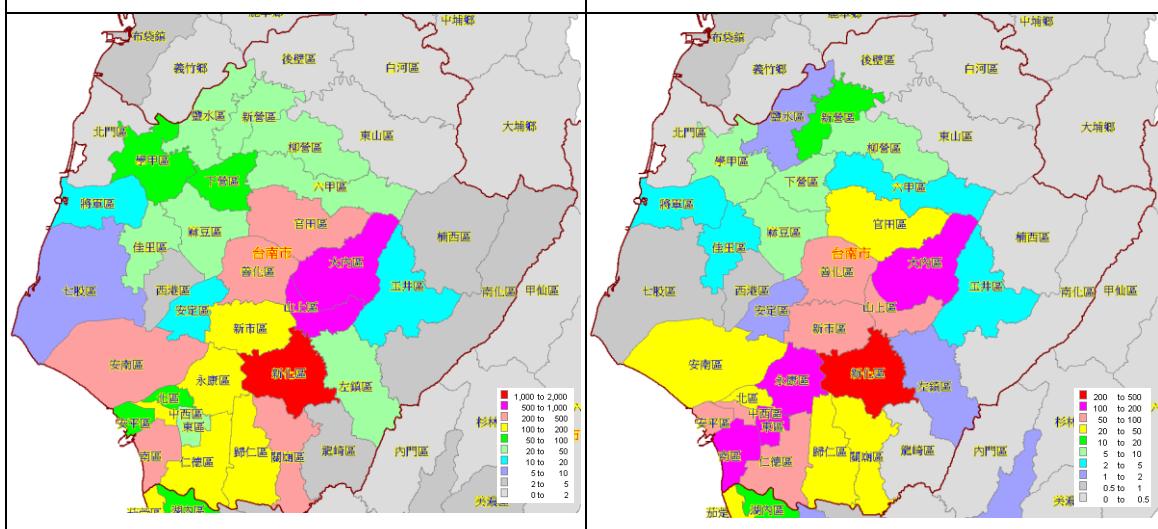 布袋鎮
義竹鄉
後壁區
白河區
中埔鄉
大埔鄉
北門區
鹽水區
新營區
東山區
學甲區
柳營區
下營區
六甲區
將軍區
官田區
楠西區
佳里區
麻豆區
台南市
善化區
大內區
七股區
西港區
玉井區
南化區
甲仙區
安定區
山上區
新市區
安南區
永康區
新化區
左鎮區
北區
中西區
安平區
東區
南區
仁德區
歸仁區
關廟區
龍崎區
內門區
杉林
湖內區
1,000 to 2,000
500 to 1,000
200 to 500
100 to 200
50 to 100
20 to 50
10 to 20
5 to 10
2 to 5
0 to 2
布袋鎮
義竹鄉
後壁區
白河區
中埔鄉
大埔鄉
北門區
鹽水區
新營區
東山區
學甲區
柳營區
下營區
六甲區
將軍區
官田區
楠西區
佳里區
麻豆區
台南市
善化區
大內區
七股區
西港區
玉井區
南化區
甲仙區
安定區
山上區
新市區
安南區
永康區
新化區
左鎮區
北區
中西區
安平區
東區
南區
仁德區
歸仁區
關廟區
龍崎區
內門區
杉林
湖內區
200 to 500
100 to 200
50 to 100
20 to 50
10 to 20
5 to 10
2 to 5
1 to 2
0.5 to 1
0 to 0.5